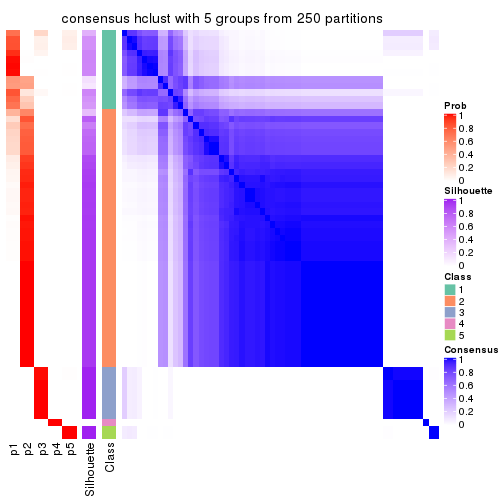 consensus hclust with 5 groups from 250 partitions
Prob
1
0.8
0.6
0.4
0.2
0
Silhouette
1
0.8
0.6
0.4
0.2
0
Class
1
2
3
4
5
Consensus
1
0.8
0.6
0.4
0.2
0
p1
p2
p3
p4
p5
Silhouette
Class